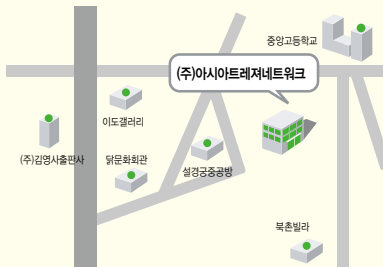 중앙고등학교
(주)아시아트레져네트워크
이도갤러리
(주)김영사출판사
닭문화회관
설경궁중공방
북촌빌라